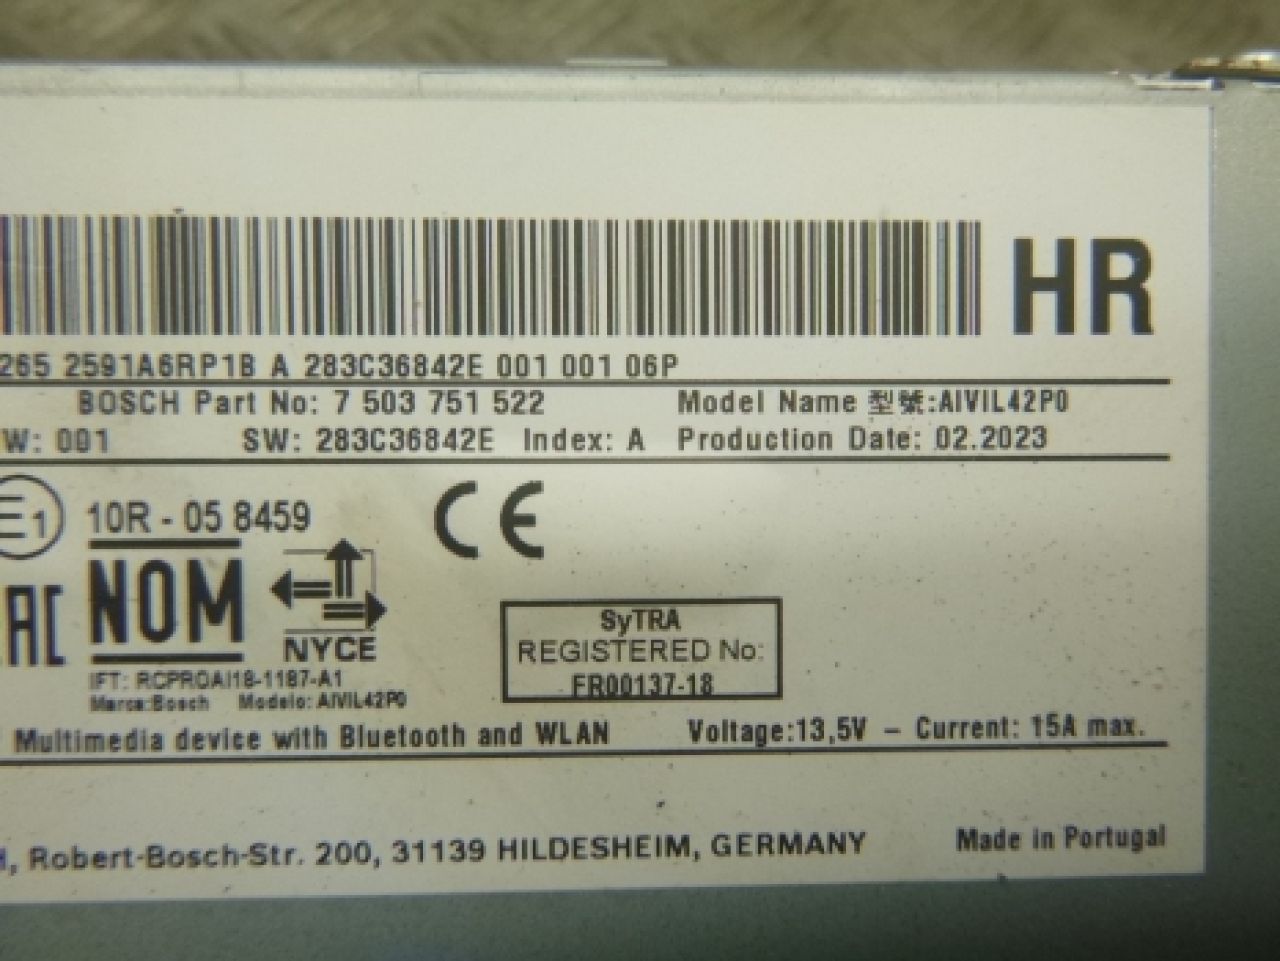 HR
265 2591A6RP1B A 283C36842E 001 001 06P
BOSCH Part No: 7 503 751 522 Model Name 型號:AIVIL42P0
W: 001 SW: 283C36842E Index: A Production Date: 02.2023
E1 10R - 05 8459 CE
EAC NOM NYCE
IFT: RCPROAI18-1187-A1
Marca:Bosch Modelo: AIVIL42P0
SyTRA
REGISTERED No:
FR00137-18
Multimedia device with Bluetooth and WLAN Voltage:13,5V – Current: 15A max.
H, Robert-Bosch-Str. 200, 31139 HILDESHEIM, GERMANY Made in Portugal